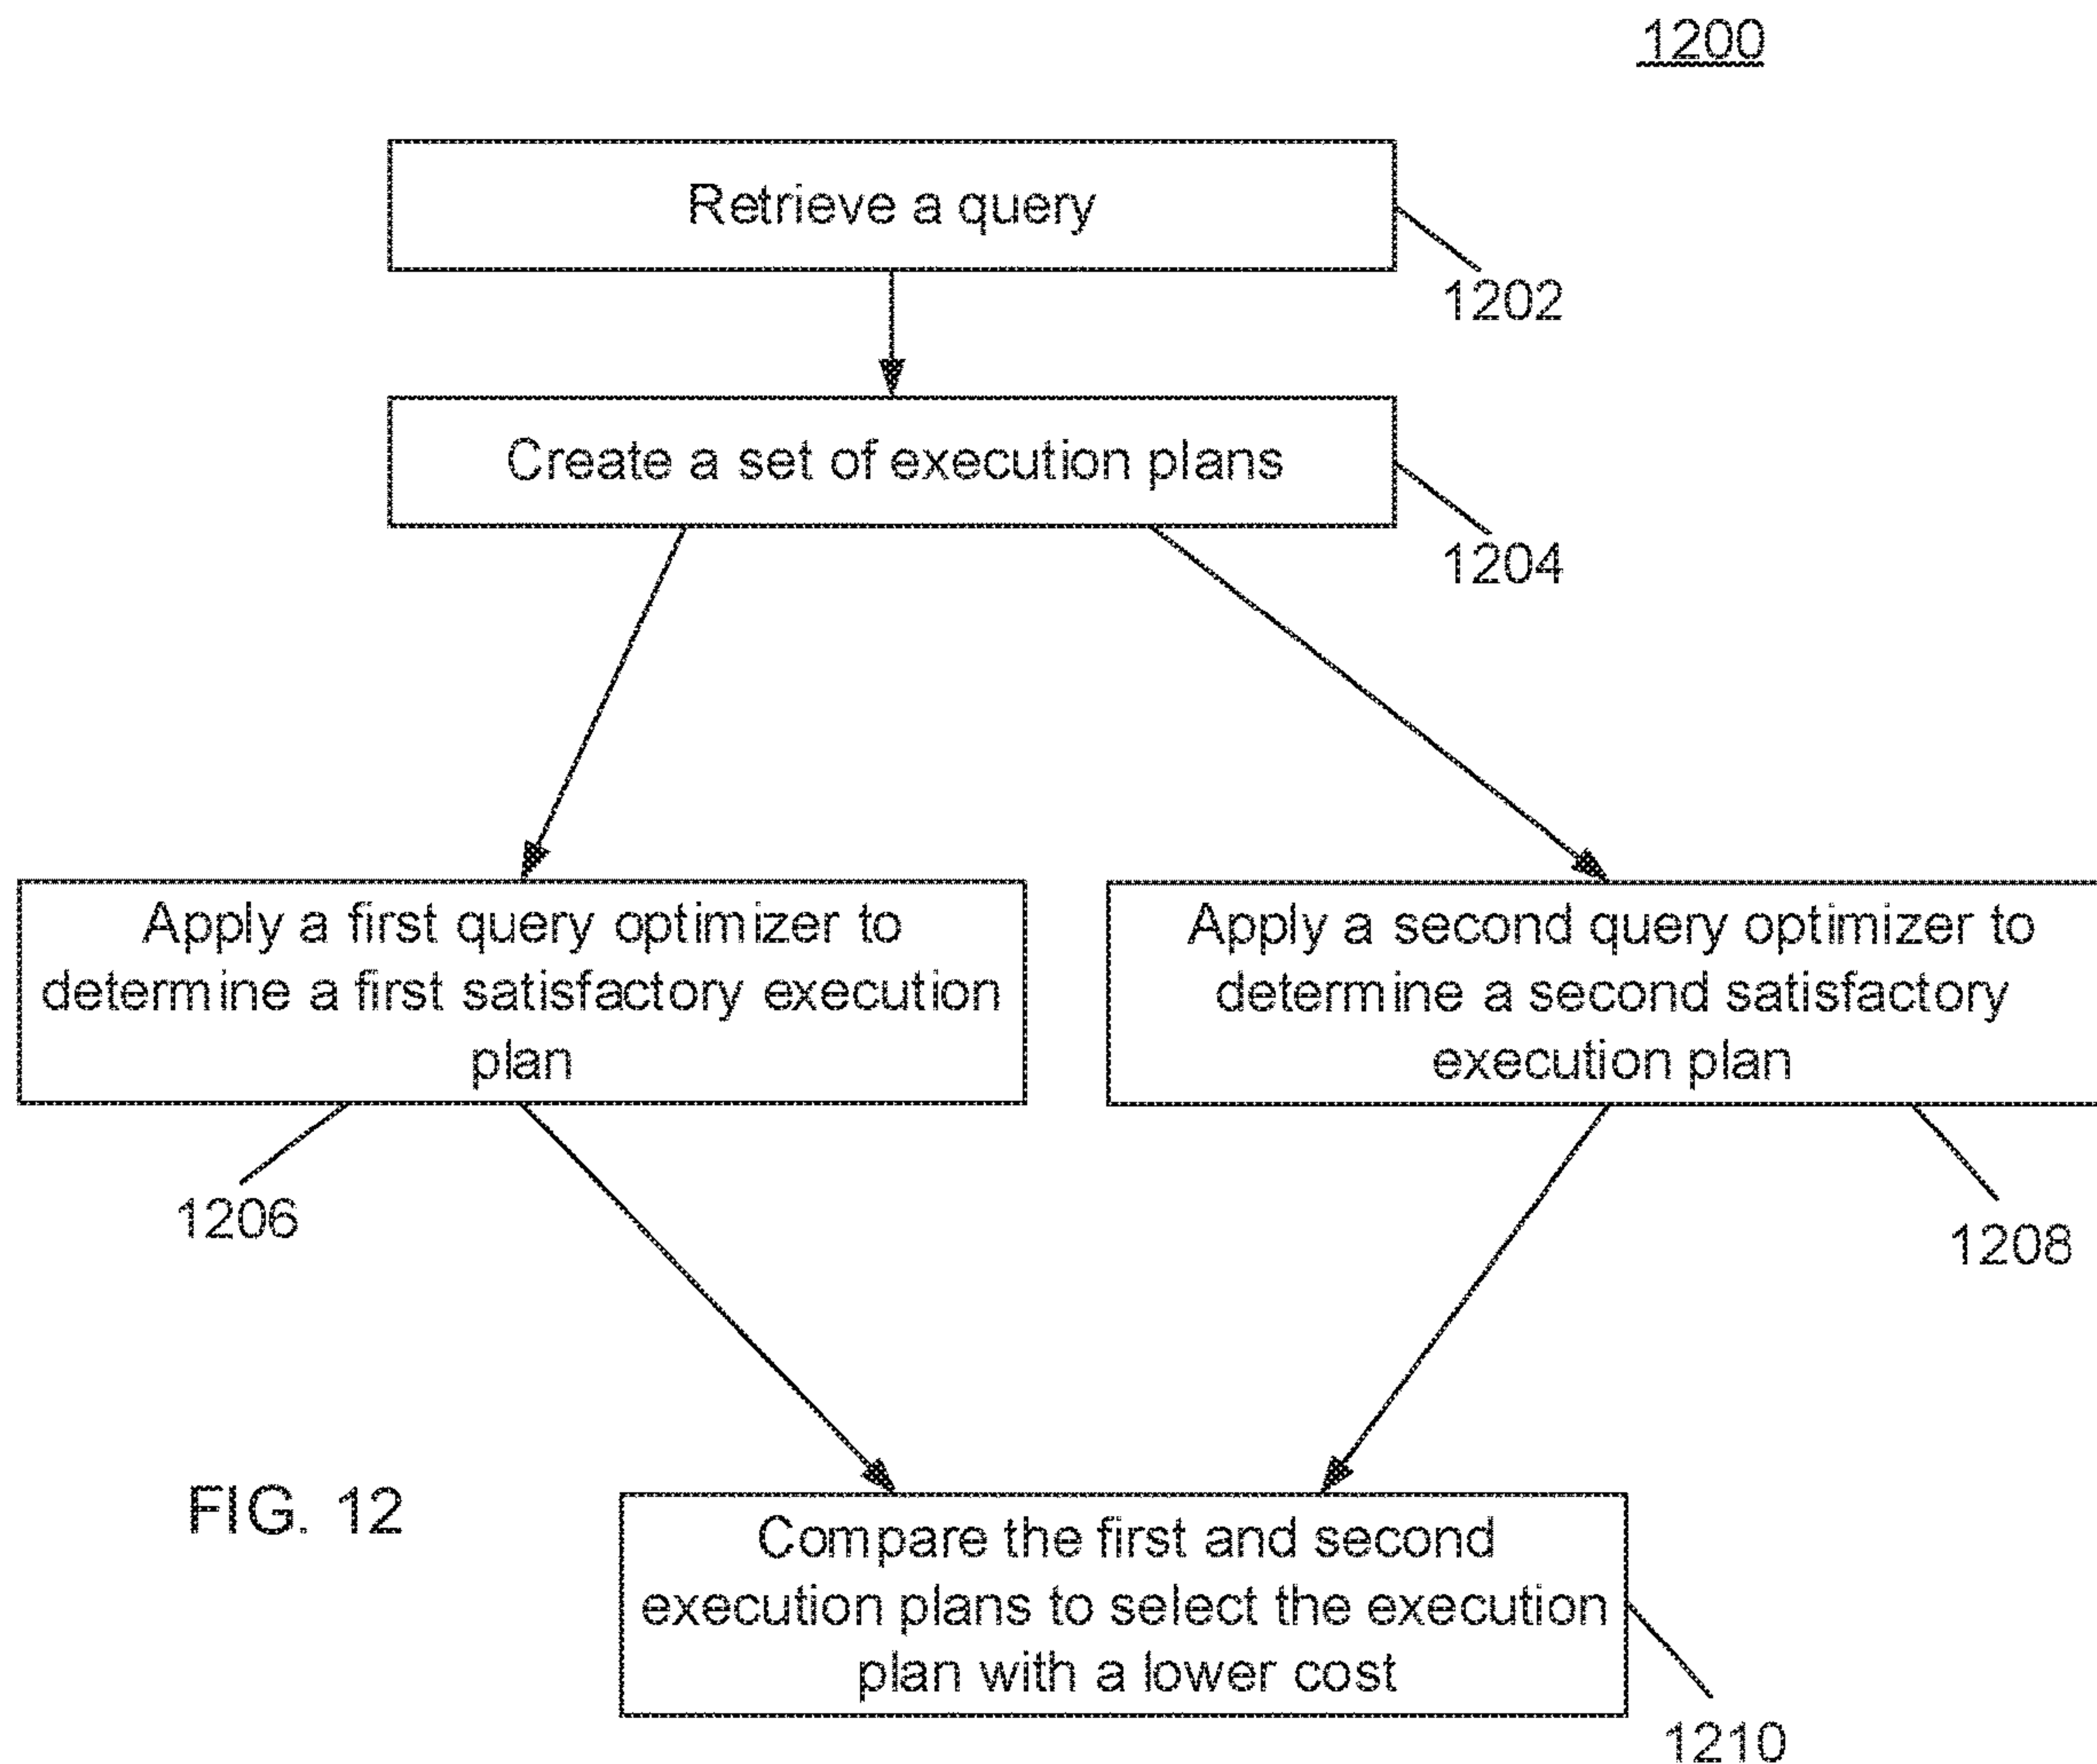 1200
Retrieve a query
1202
Create a set of execution plans
1204
Apply a first query optimizer to
determine a first satisfactory execution
plan
Apply a second query optimizer to
determine a second satisfactory
execution plan
1206
1208
FIG. 12
Compare the first and second
execution plans to select the execution
plan with a lower cost
1210